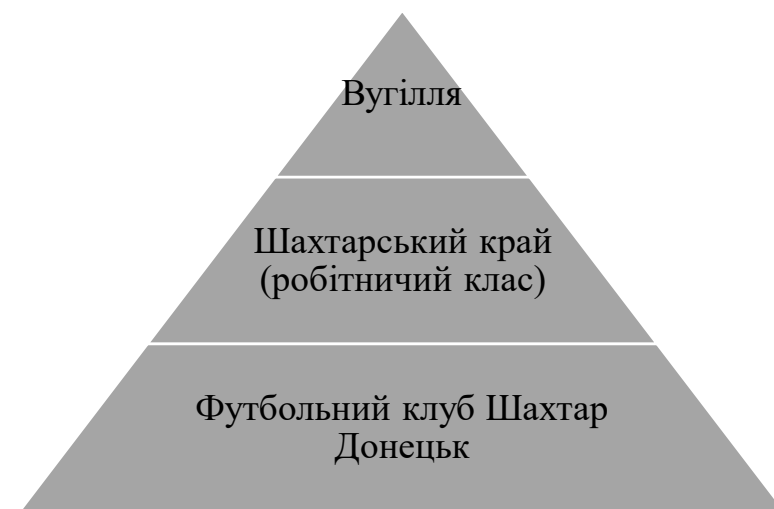 Вугілля
Шахтарський край
(робітничий клас)
Футбольний клуб Шахтар
Донецьк